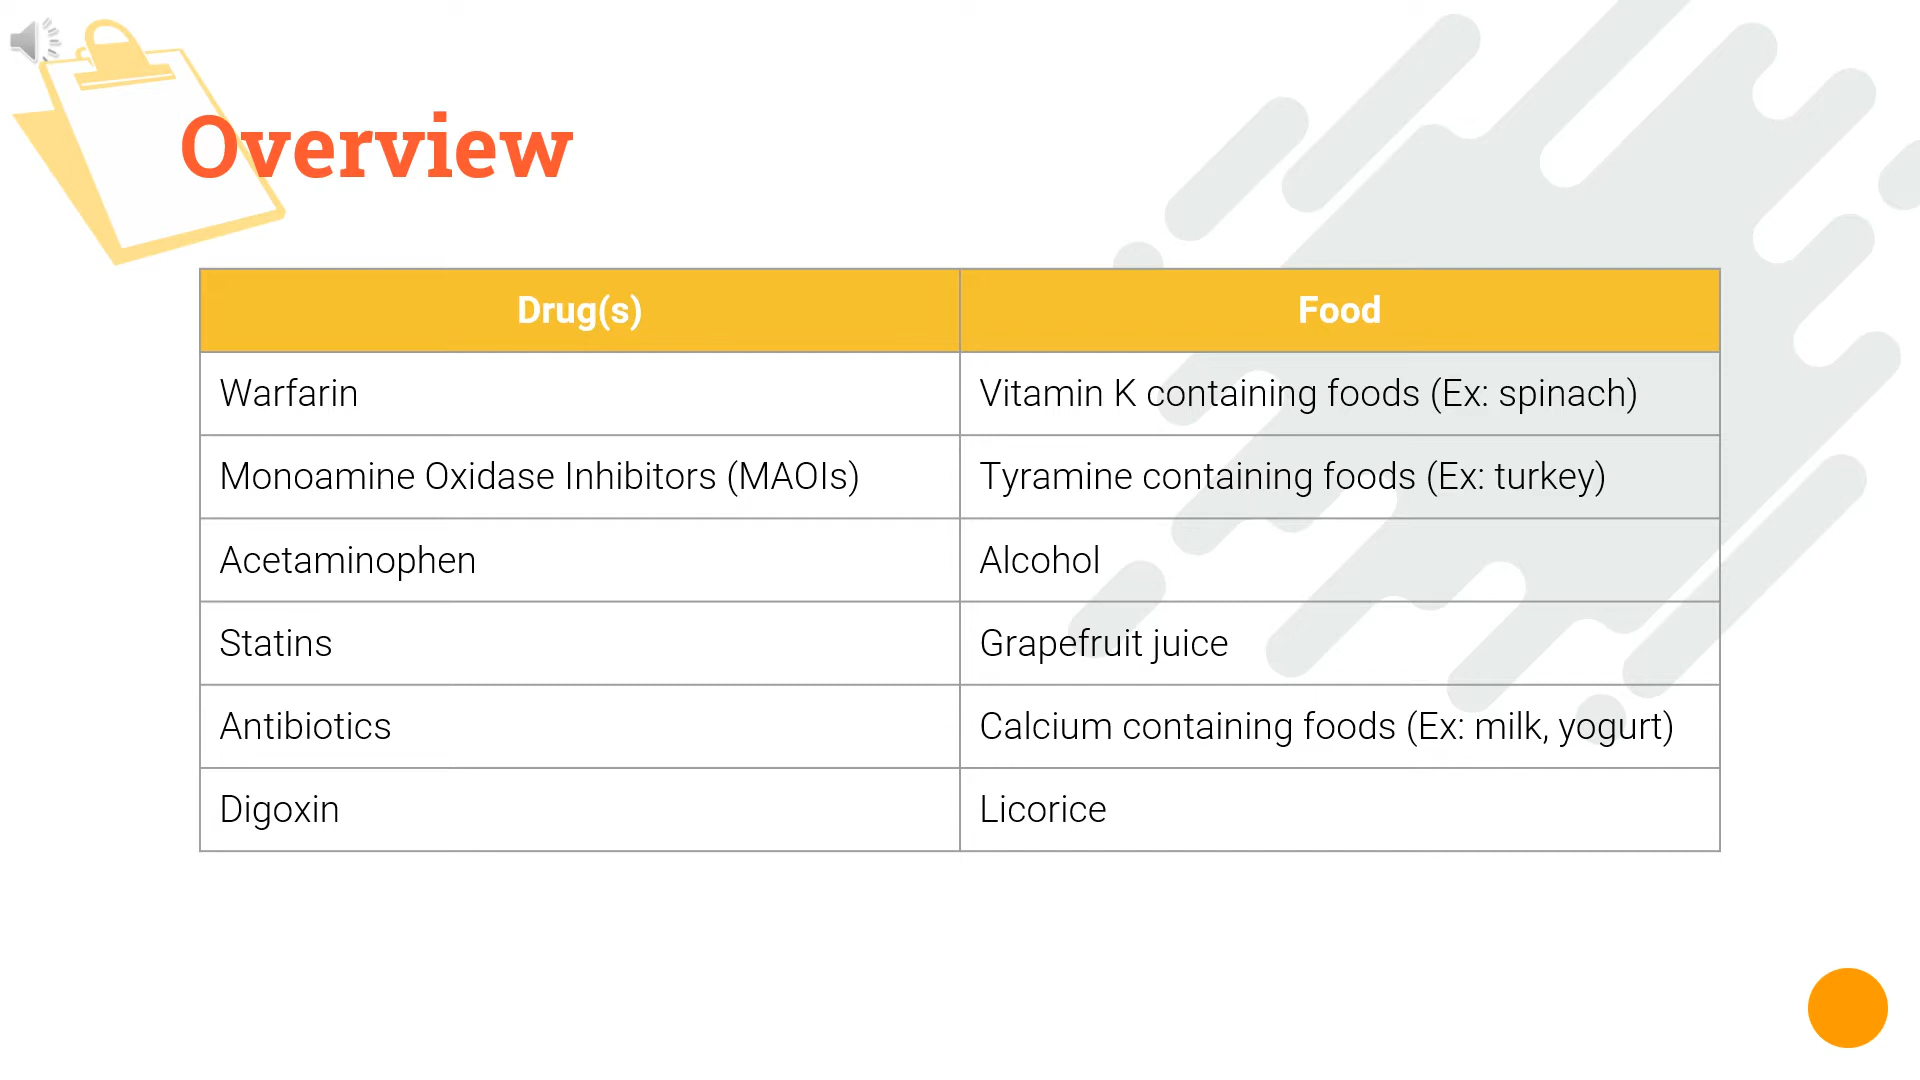 Overview
Drug(s) Food
Warfarin Vitamin K containing foods (Ex: spinach)
Monoamine Oxidase Inhibitors (MAOIs) Tyramine containing foods (Ex: turkey)
Acetaminophen Alcohol
Statins Grapefruit juice
Antibiotics Calcium containing foods (Ex: milk, yogurt)
Digoxin Licorice